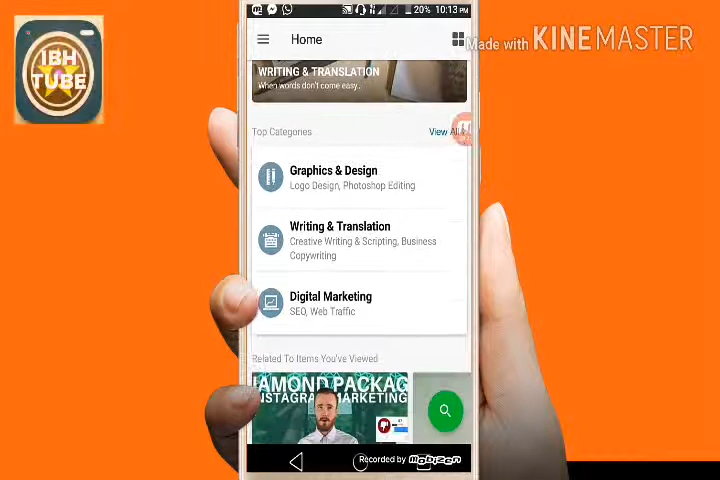 IBH
TUBE
20% 10:13 PM
Home
Made with KINEMASTER
WRITING & TRANSLATION
When words don't come easy..
Top Categories
View All
Graphics & Design
Logo Design, Photoshop Editing
Writing & Translation
Creative Writing & Scripting, Business
Copywriting
Digital Marketing
SEO, Web Traffic
Related To Items You've Viewed
IAMOND PACKAG
NSTAGRA MARKETING
Recorded by mobizen